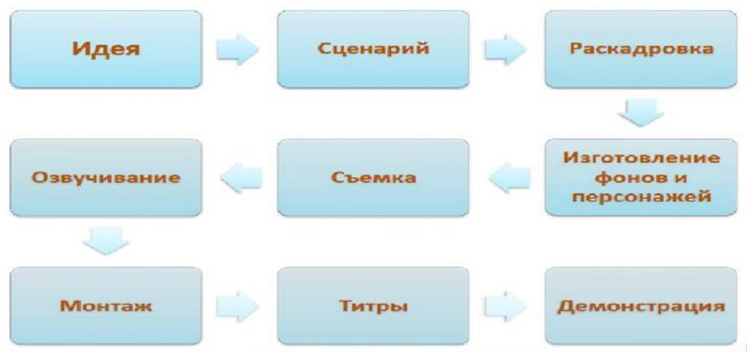 Идея
Сценарий
Раскадровка
Изготовление
фонов и
персонажей
Съемка
Озвучивание
Монтаж
Титры
Демонстрация